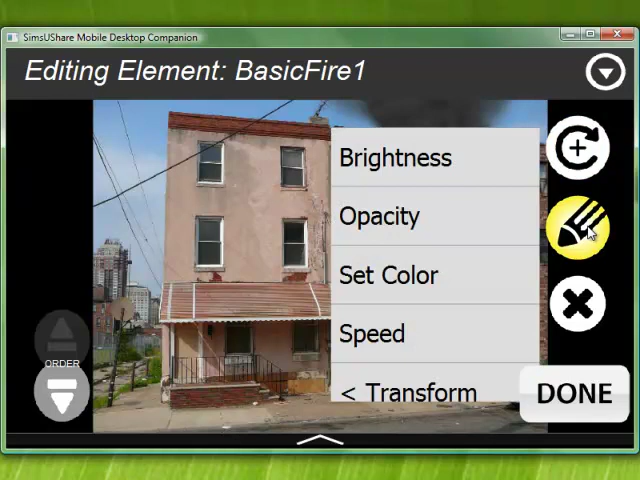 SimsUShare Mobile Desktop Companion
Editing Element: BasicFire1
Brightness
Opacity
Set Color
Speed
< Transform
ORDER
DONE